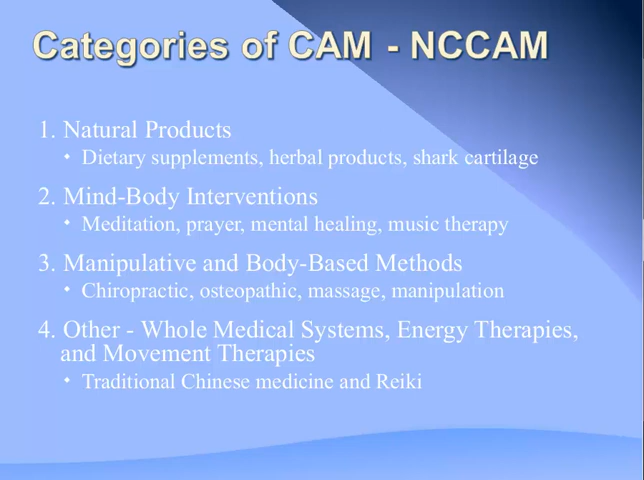 Categories of CAM - NCCAM
1. Natural Products
• Dietary supplements, herbal products, shark cartilage
2. Mind-Body Interventions
• Meditation, prayer, mental healing, music therapy
3. Manipulative and Body-Based Methods
• Chiropractic, osteopathic, massage, manipulation
4. Other - Whole Medical Systems, Energy Therapies,
and Movement Therapies
• Traditional Chinese medicine and Reiki